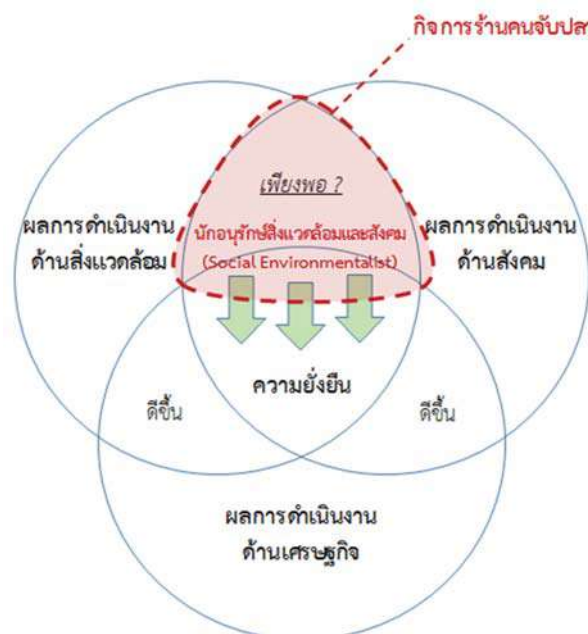 กิจการร้านคนจับปลา
เพียงพอ ?
ผลการดำเนินงาน
ด้านสิ่งแวดล้อม
นักอนุรักษ์สิ่งแวดล้อมและสังคม
(Social Environmentalist)
ผลการดำเนินงาน
ด้านสังคม
ความยั่งยืน
ดีขึ้น
ดีขึ้น
ผลการดำเนินงาน
ด้านเศรษฐกิจ